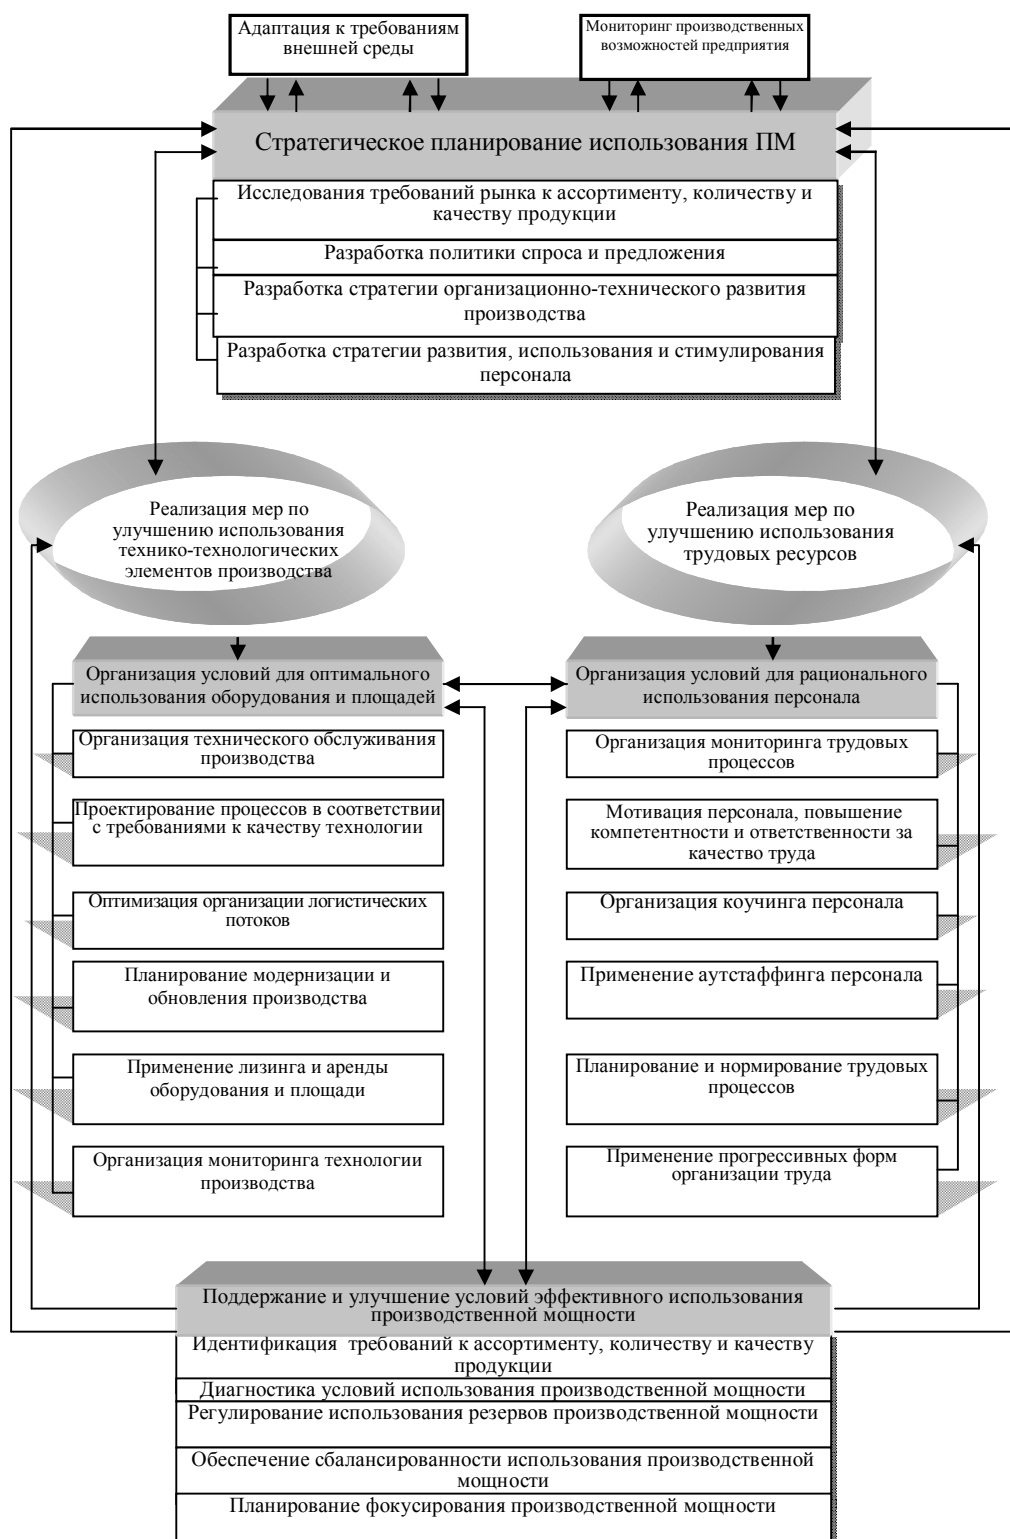 Адаптация к требованиям
внешней среды
Мониторинг производственных
возможностей предприятия
Стратегическое планирование использования ПМ
Исследования требований рынка к ассортименту, количеству и
качеству продукции
Разработка политики спроса и предложения
Разработка стратегии организационно-технического развития
производства
Разработка стратегии развития, использования и стимулирования
персонала
Реализация мер по
улучшению использования
технико-технологических
элементов производства
Реализация мер по
улучшению использования
трудовых ресурсов
Организация условий для оптимального
использования оборудования и площадей
Организация условий для рационального
использования персонала
Организация технического обслуживания
производства
Проектирование процессов в соответствии
с требованиями к качеству технологии
Оптимизация организации логистических
потоков
Планирование модернизации и
обновления производства
Применение лизинга и аренды
оборудования и площади
Организация мониторинга технологии
производства
Организация мониторинга трудовых
процессов
Мотивация персонала, повышение
компетентности и ответственности за
качество труда
Организация коучинга персонала
Применение аутстаффинга персонала
Планирование и нормирование трудовых
процессов
Применение прогрессивных форм
организации труда
Поддержание и улучшение условий эффективного использования
производственной мощности
Идентификация требований к ассортименту, количеству и качеству
продукции
Диагностика условий использования производственной мощности
Регулирование использования резервов производственной мощности
Обеспечение сбалансированности использования производственной
мощности
Планирование фокусирования производственной мощности